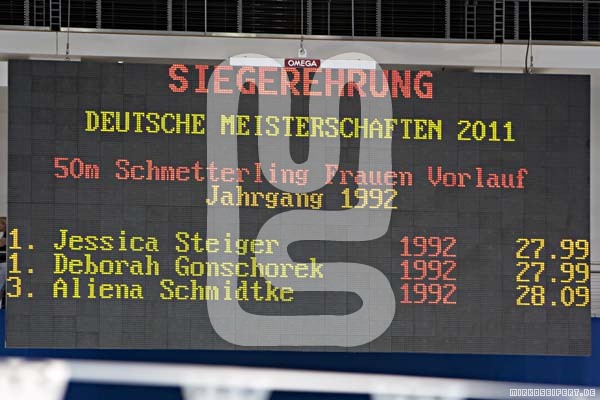 OMEGA
SIEGEREHRUNG
DEUTSCHE MEISTERSCHAFTEN 2011
50m Schmetterling Frauen Vorlauf
Jahrgang 1992
1. Jessica Steiger 1992 27.99
1. Deborah Gonschorek 1992 27.99
3. Aliena Schmidtke 1992 28.09
MIRKOSEIFERT.DE